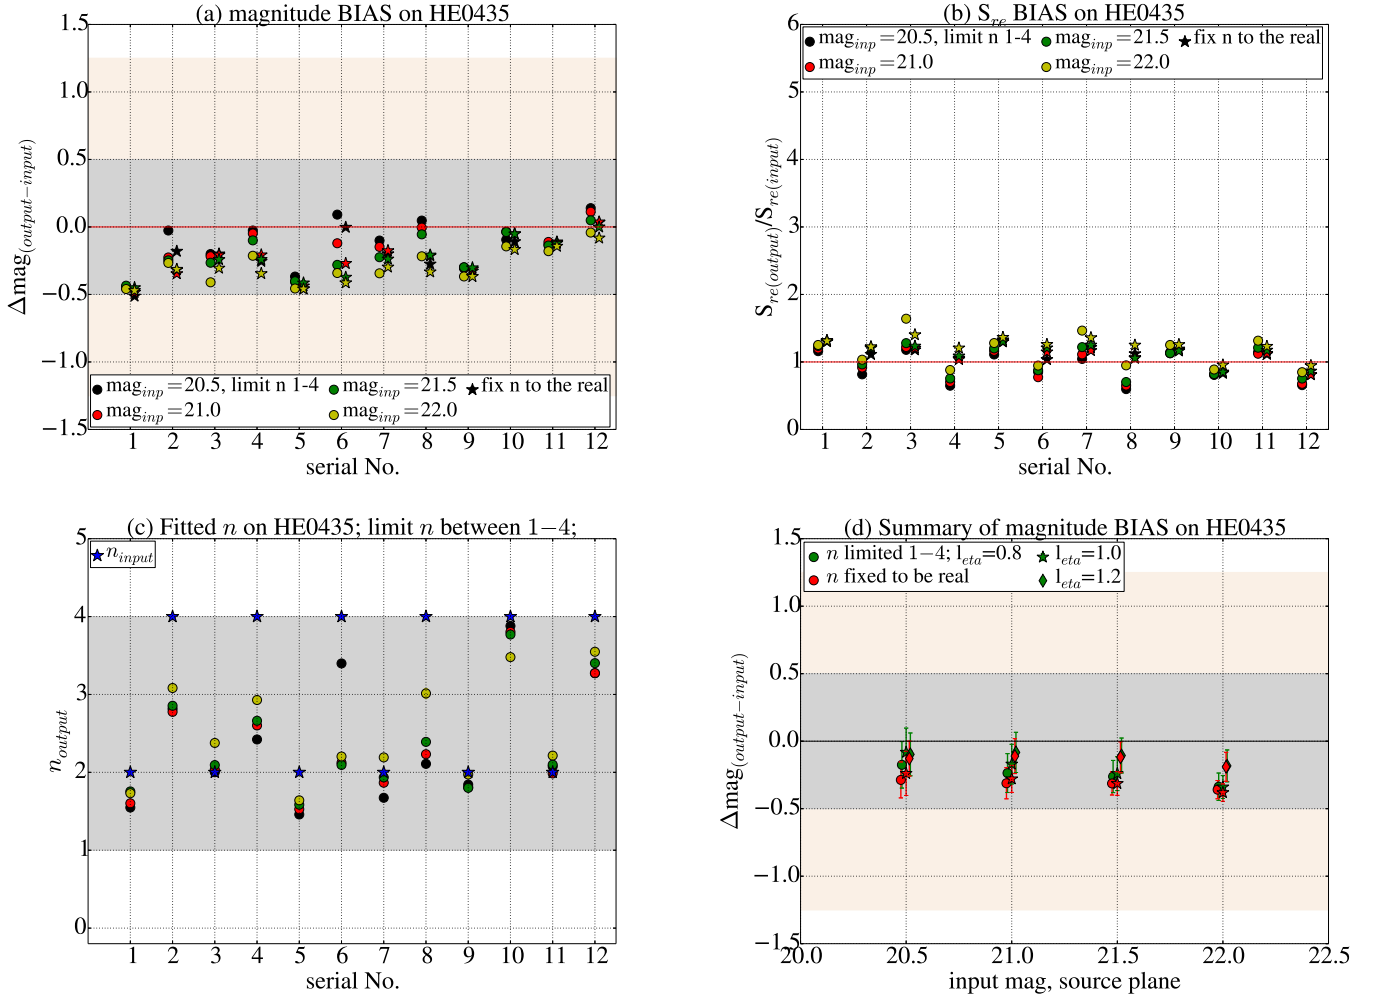 (a) magnitude BIAS on HE0435
1.5
1.0
0.5
0.0
−0.5
−1.0
−1.5
Δmag(output−input)
mag_inp=20.5, limit n 1-4
mag_inp=21.0
mag_inp=21.5
mag_inp=22.0
fix n to the real
1 2 3 4 5 6 7 8 9 10 11 12
serial No.
(b) S_re BIAS on HE0435
6
5
4
3
2
1
0
S_re(output)/S_re(input)
mag_inp=20.5, limit n 1-4
mag_inp=21.0
mag_inp=21.5
mag_inp=22.0
fix n to the real
1 2 3 4 5 6 7 8 9 10 11 12
serial No.
(c) Fitted n on HE0435; limit n between 1−4;
5
4
3
2
1
0
n_output
n_input
1 2 3 4 5 6 7 8 9 10 11 12
serial No.
(d) Summary of magnitude BIAS on HE0435
1.5
1.0
0.5
0.0
−0.5
−1.0
−1.5
Δmag(output−input)
n limited 1−4; l_eta=0.8
n fixed to be real
l_eta=1.0
l_eta=1.2
20.0 20.5 21.0 21.5 22.0 22.5
input mag, source plane